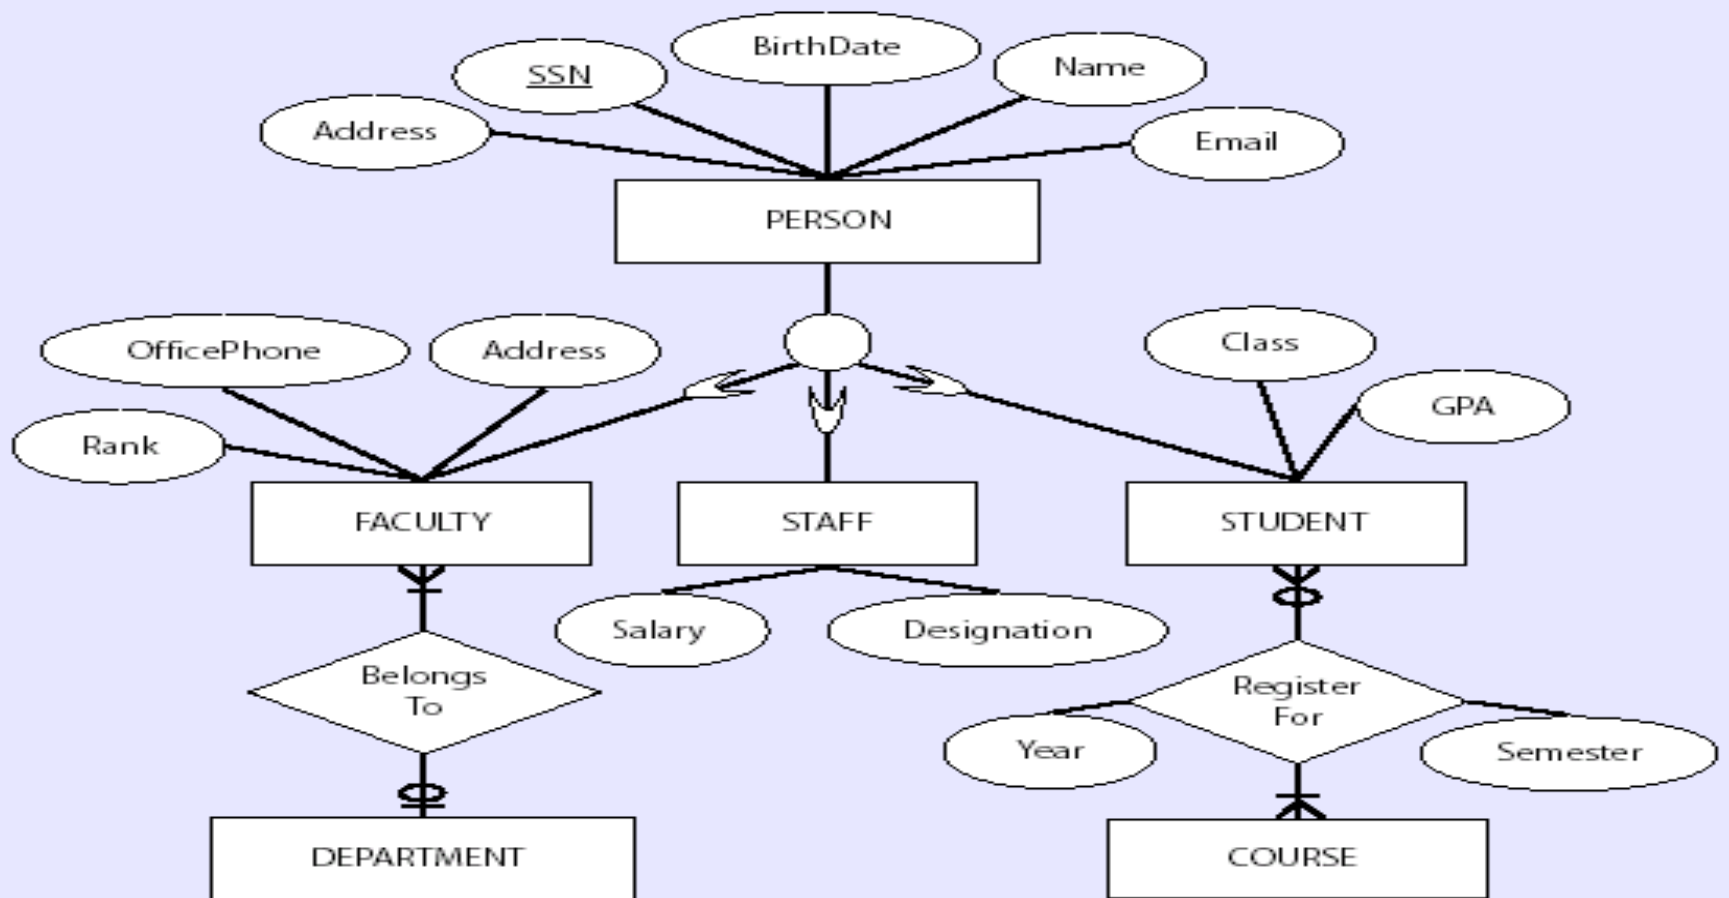 BirthDate
Name
SSN
Address
Email
PERSON
OfficePhone
Address
Class
GPA
Rank
FACULTY
STAFF
STUDENT
Salary
Designation
Belongs
To
Register
For
Year
Semester
DEPARTMENT
COURSE